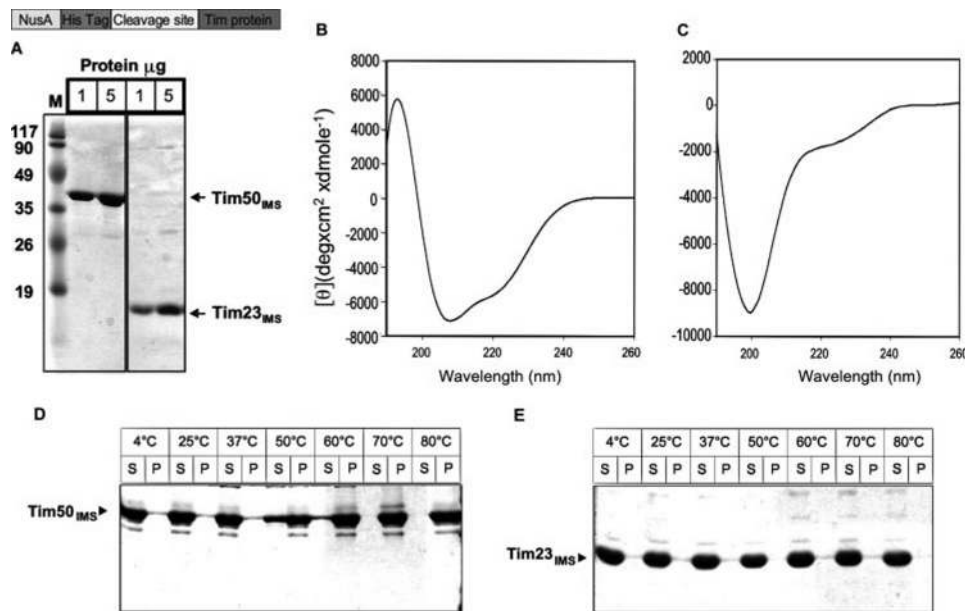 NusA His Tag Cleavage site Tim protein
A
Protein μg
M 1 5 1 5
117
90
49
35
26
19
Tim50IMS
Tim23IMS
B
[θ](degxcm² xdmole⁻¹)
8000
6000
4000
2000
0
-2000
-4000
-6000
-8000
200 220 240 260
Wavelength (nm)
C
2000
0
-2000
-4000
-6000
-8000
-10000
200 220 240 260
Wavelength (nm)
D
4°C 25°C 37°C 50°C 60°C 70°C 80°C
S P S P S P S P S P S P S P
Tim50IMS
E
4°C 25°C 37°C 50°C 60°C 70°C 80°C
S P S P S P S P S P S P S P
Tim23IMS